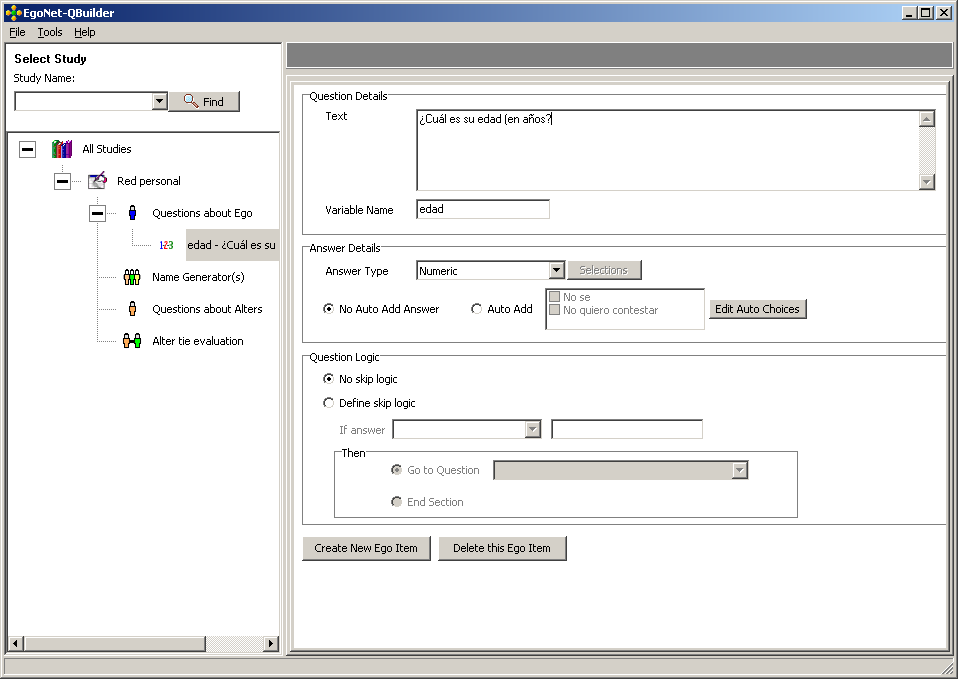 EgoNet-QBuilder
File Tools Help
Select Study
Study Name:
Find
All Studies
Red personal
Questions about Ego
123
edad - ¿Cuál es su
Name Generator(s)
Questions about Alters
Alter tie evaluation
Question Details
Text
¿Cuál es su edad (en años?
Variable Name
edad
Answer Details
Answer Type
Numeric
Selections
No Auto Add Answer
Auto Add
No se
No quiero contestar
Edit Auto Choices
Question Logic
No skip logic
Define skip logic
If answer
Then
Go to Question
End Section
Create New Ego Item
Delete this Ego Item